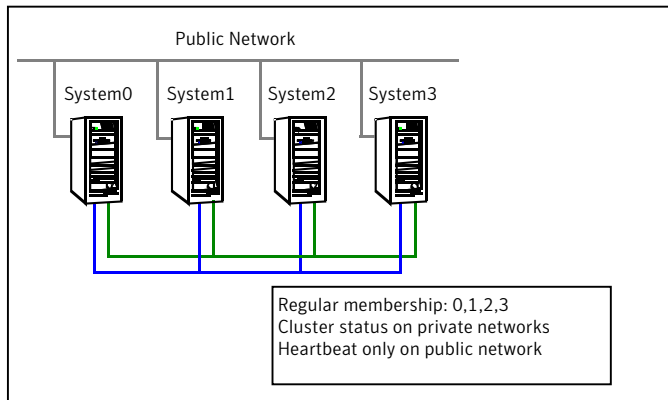 Public Network
System0
System1
System2
System3
Regular membership: 0,1,2,3
Cluster status on private networks
Heartbeat only on public network